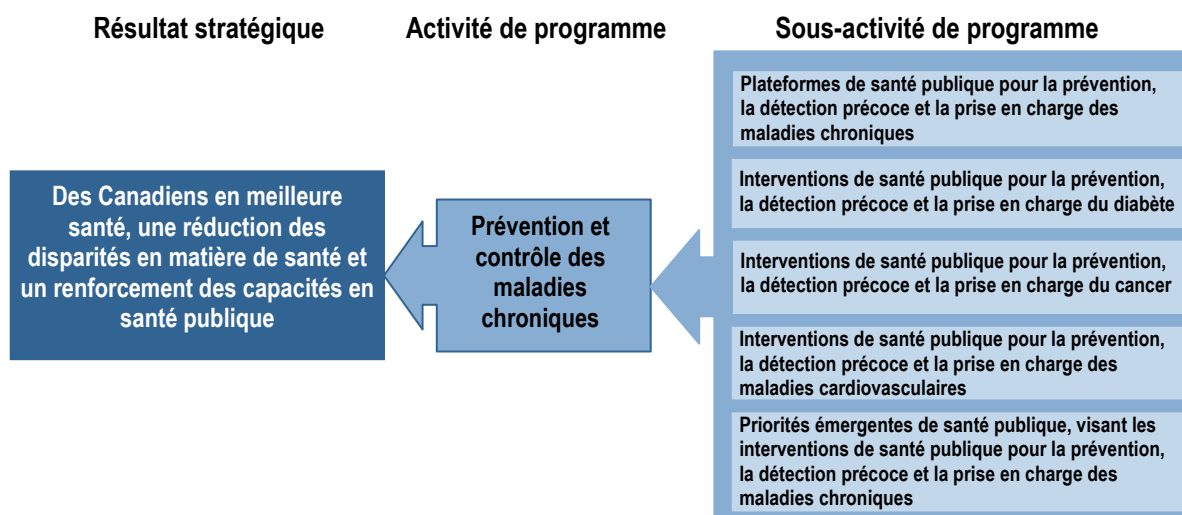 Résultat stratégique
Activité de programme
Sous-activité de programme
Des Canadiens en meilleure
santé, une réduction des
disparités en matière de santé et
un renforcement des capacités en
santé publique
Prévention et
contrôle des
maladies
chroniques
Plateformes de santé publique pour la prévention,
la détection précoce et la prise en charge des
maladies chroniques
Interventions de santé publique pour la prévention,
la détection précoce et la prise en charge du diabète
Interventions de santé publique pour la prévention,
la détection précoce et la prise en charge du cancer
Interventions de santé publique pour la prévention,
la détection précoce et la prise en charge des
maladies cardiovasculaires
Priorités émergentes de santé publique, visant les
interventions de santé publique pour la prévention,
la détection précoce et la prise en charge des
maladies chroniques